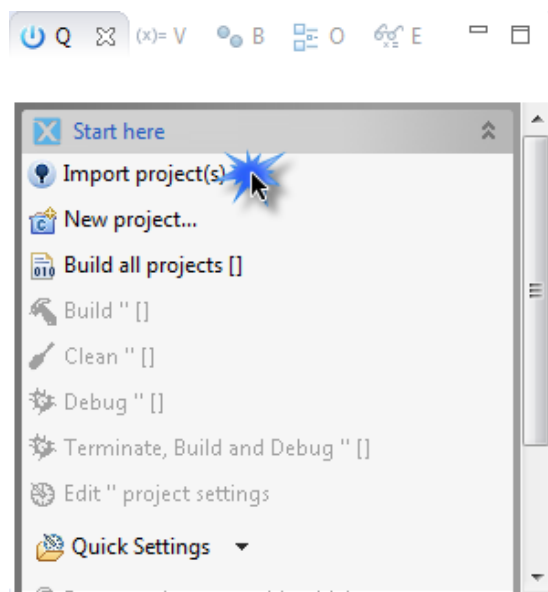 Q (x)= V B O E
Start here
Import project(s)
New project...
Build all projects []
Build '' []
Clean '' []
Debug '' []
Terminate, Build and Debug '' []
Edit '' project settings
Quick Settings